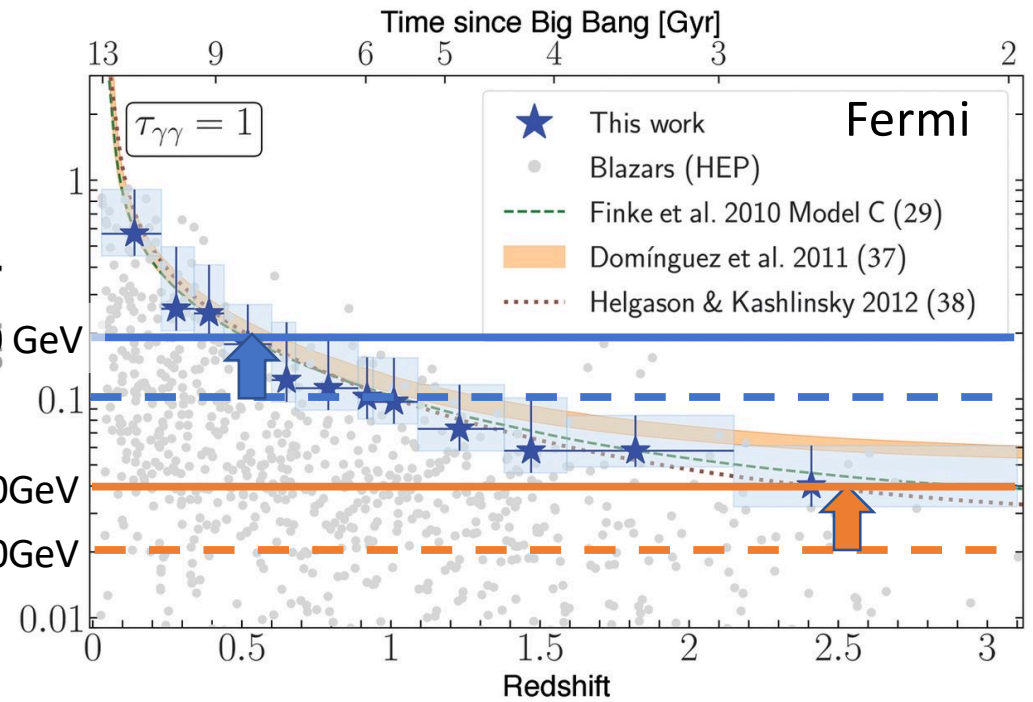 Time since Big Bang [Gyr]
13 9 6 5 4 3 2
τγγ = 1
Fermi
This work
Blazars (HEP)
Finke et al. 2010 Model C (29)
Domínguez et al. 2011 (37)
Helgason & Kashlinsky 2012 (38)
1
GeV
0.1
0GeV
0GeV
0.01
0 0.5 1 1.5 2 2.5 3
Redshift